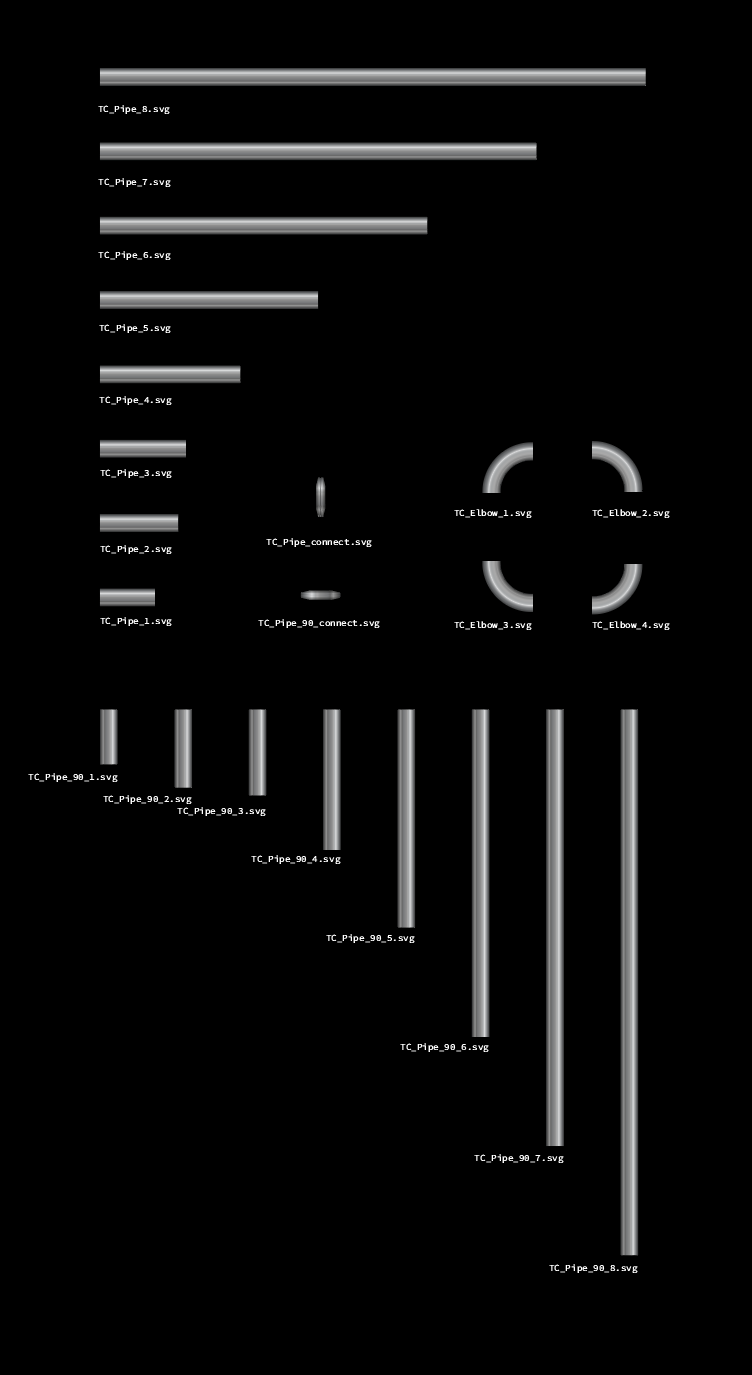 TC_Pipe_8.svg
TC_Pipe_7.svg
TC_Pipe_6.svg
TC_Pipe_5.svg
TC_Pipe_4.svg
TC_Pipe_3.svg
TC_Elbow_1.svg
TC_Elbow_2.svg
TC_Pipe_connect.svg
TC_Pipe_2.svg
TC_Pipe_1.svg
TC_Pipe_90_connect.svg
TC_Elbow_3.svg
TC_Elbow_4.svg
TC_Pipe_90_1.svg
TC_Pipe_90_2.svg
TC_Pipe_90_3.svg
TC_Pipe_90_4.svg
TC_Pipe_90_5.svg
TC_Pipe_90_6.svg
TC_Pipe_90_7.svg
TC_Pipe_90_8.svg